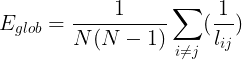 E_{glob} = \frac{1}{N(N-1)} \sum_{i \neq j} (\frac{1}{l_{ij}})